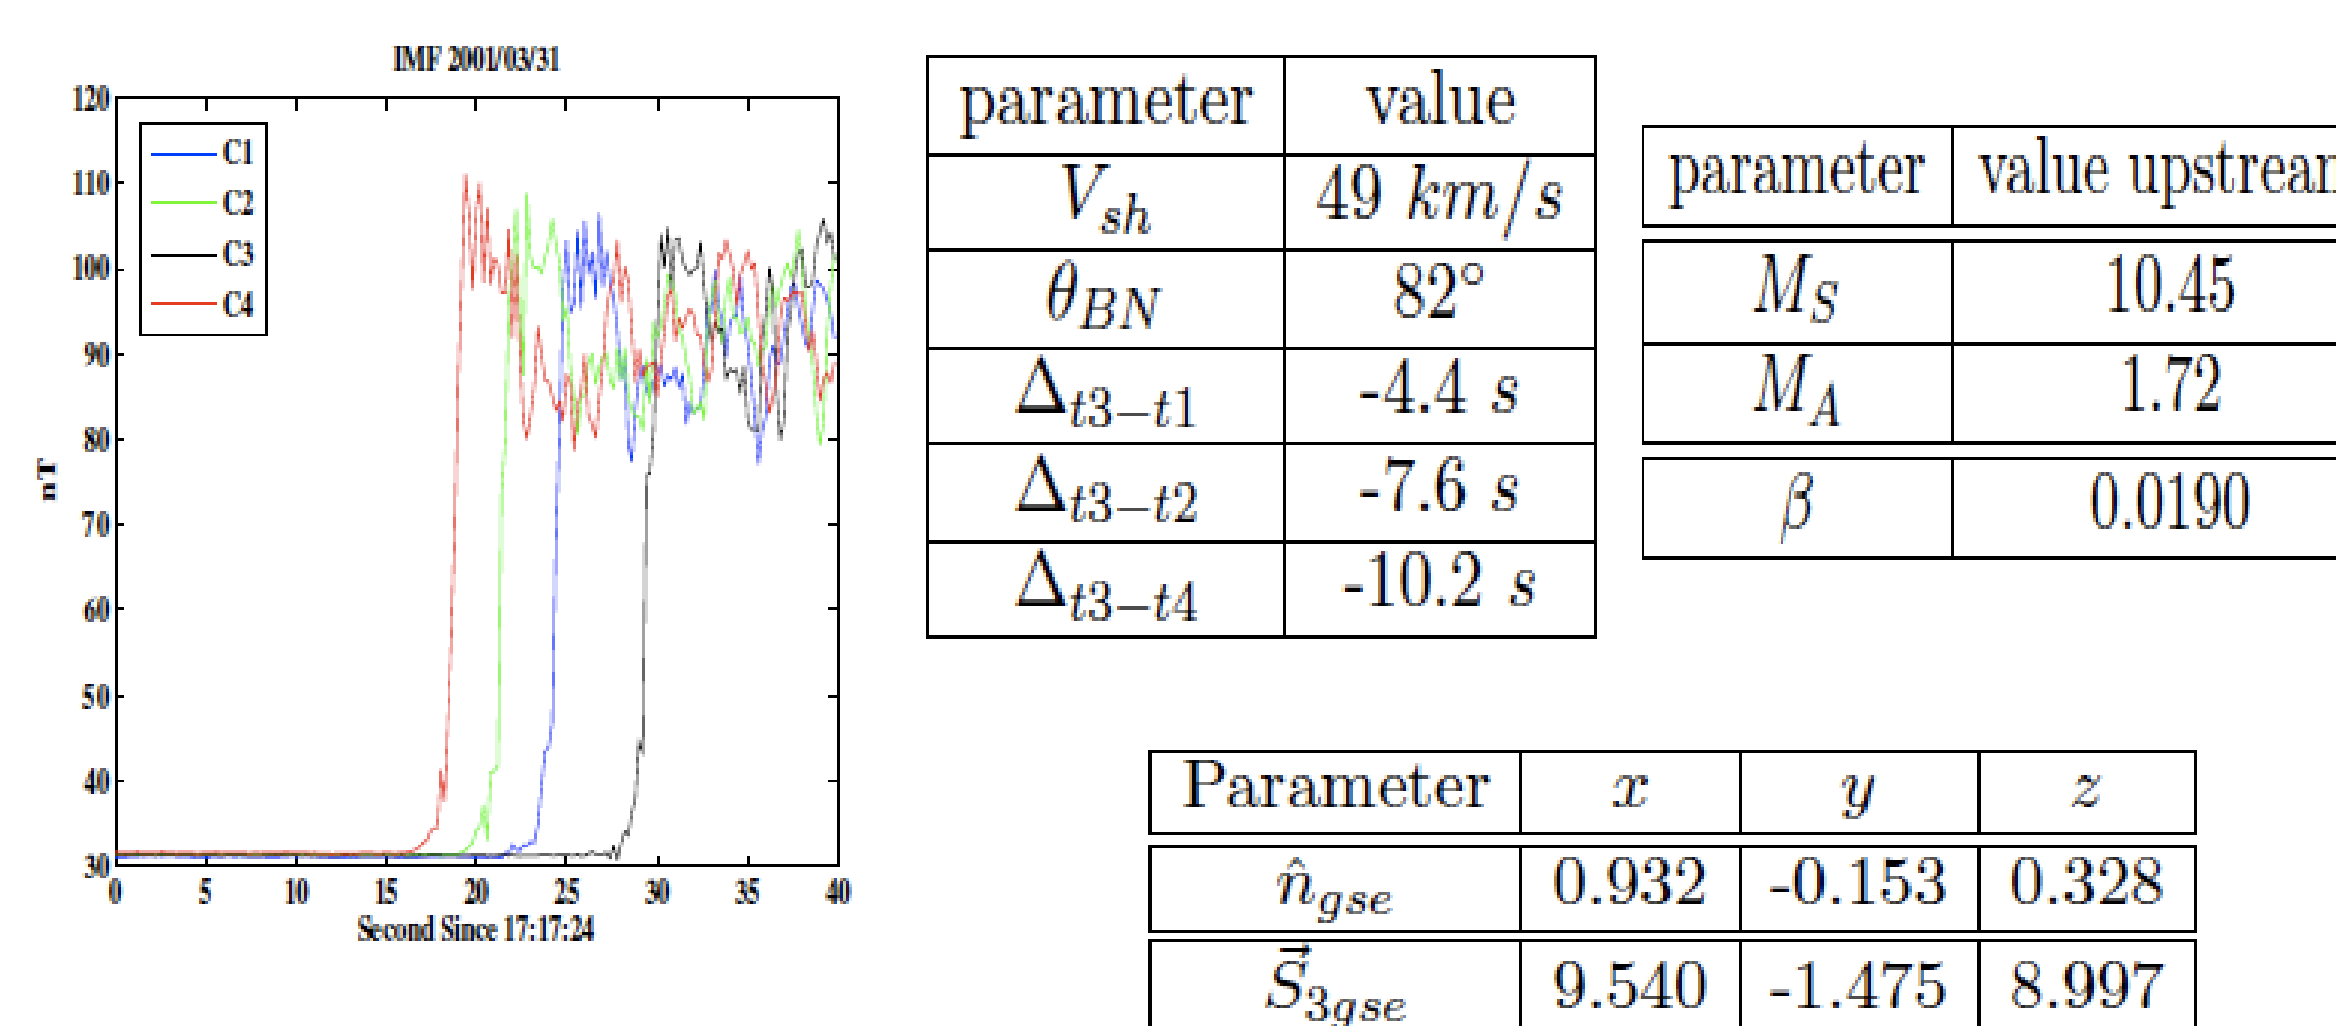 IMF 2001/03/31
120
110
100
90
80
70
60
50
40
30
nT
C1
C2
C3
C4
0 5 10 15 20 25 30 35 40
Second Since 17:17:24
parameter value
V_sh 49 km/s
θ_BN 82°
Δ_t3−t1 -4.4 s
Δ_t3−t2 -7.6 s
Δ_t3−t4 -10.2 s
parameter value upstream
M_S 10.45
M_A 1.72
β 0.0190
Parameter x y z
n̂_gse 0.932 -0.153 0.328
S⃗_3gse 9.540 -1.475 8.997